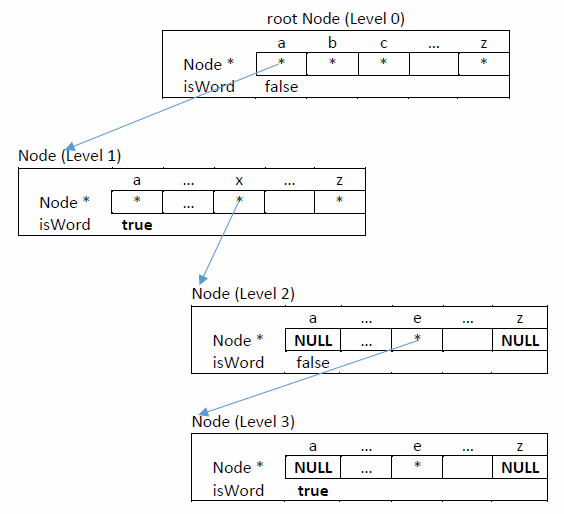 root Node (Level 0)
a b c ... z
Node * * * * *
isWord false
Node (Level 1)
a ... x ... z
Node * * ... * *
isWord true
Node (Level 2)
a ... e ... z
Node * NULL ... * NULL
isWord false
Node (Level 3)
a ... e ... z
Node * NULL ... * NULL
isWord true